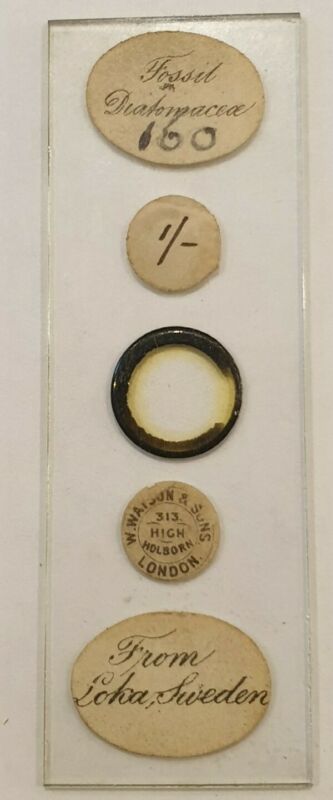 Fossil
Diatomaceæ
160
1/-
W. WATSON & SONS
313.
HIGH
HOLBORN
LONDON.
From
Loka, Sweden